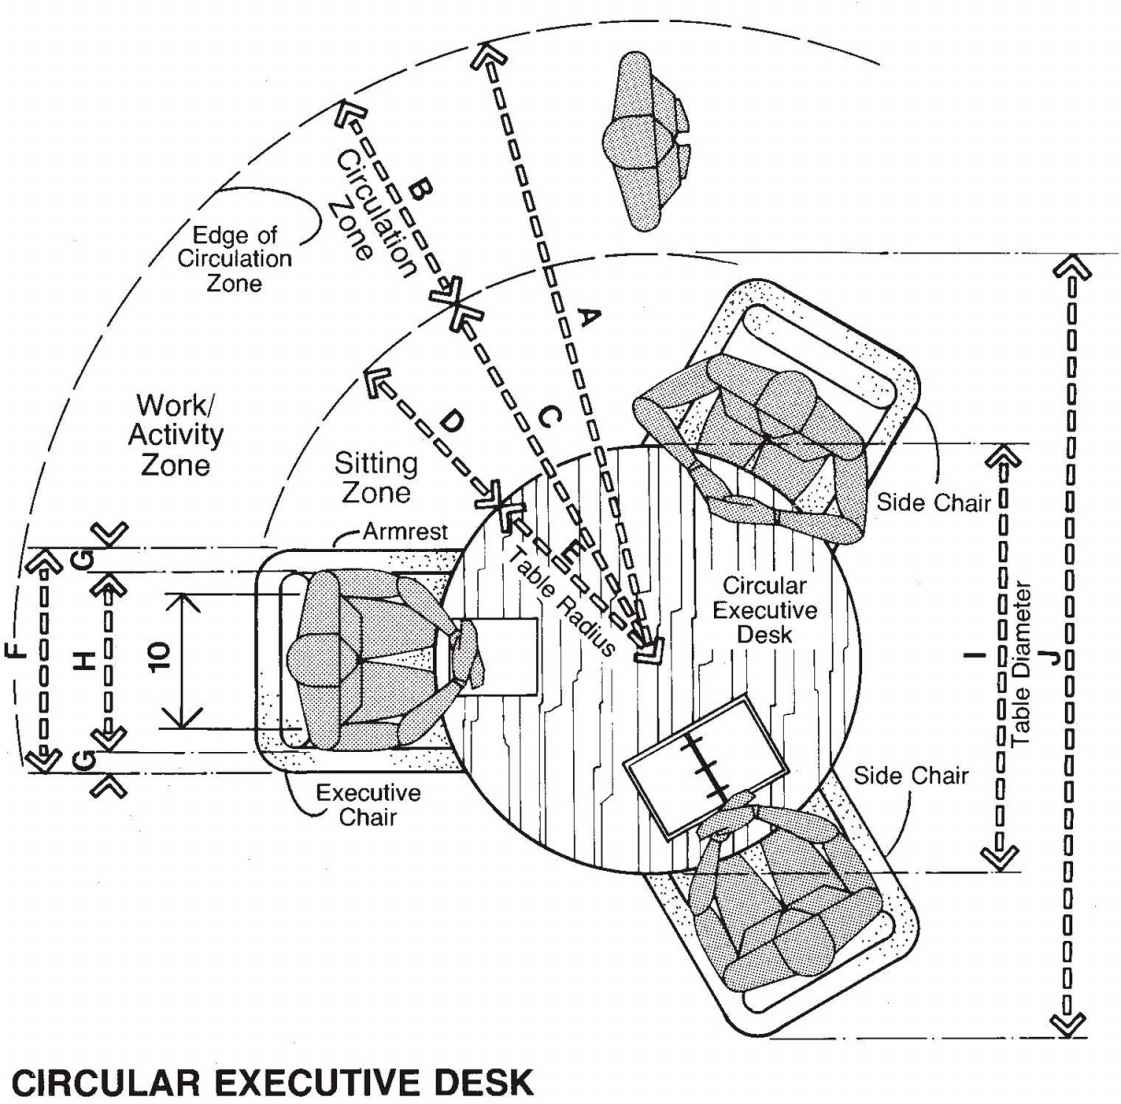 A
B
Circulation
Zone
Edge of
Circulation
Zone
Work/
Activity
Zone
C
D
Sitting
Zone
Armrest
E
Table Radius
Circular
Executive
Desk
Side Chair
I
Table Diameter
J
G
F
H
10
G
Executive
Chair
Side Chair
CIRCULAR EXECUTIVE DESK